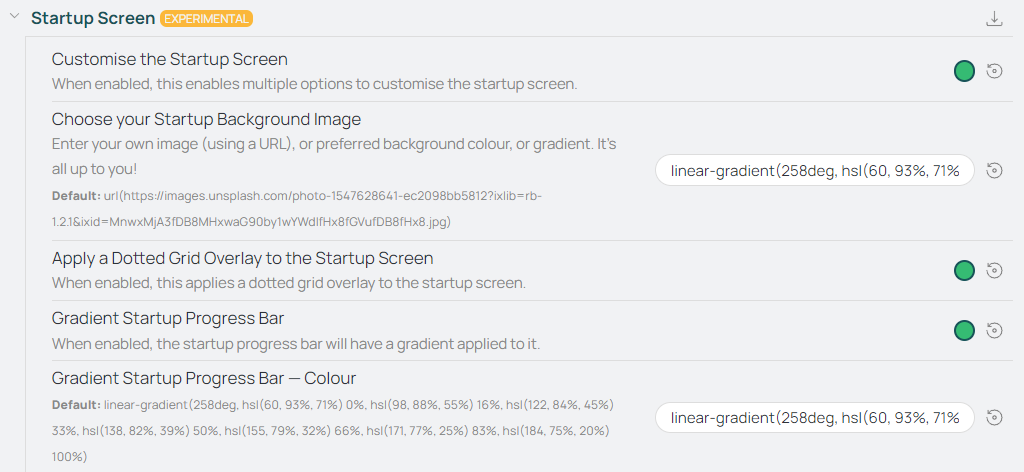 Startup Screen EXPERIMENTAL
Customise the Startup Screen
When enabled, this enables multiple options to customise the startup screen.
Choose your Startup Background Image
Enter your own image (using a URL), or preferred background colour, or gradient. It's
all up to you!
Default: url(https://images.unsplash.com/photo-1547628641-ec2098bb5812?ixlib=rb-
1.2.1&ixid=MnwxMjA3fDB8MHxwaG90by1wYWdlfHx8fGVufDB8fHx8.jpg)
linear-gradient(258deg, hsl(60, 93%, 71%
Apply a Dotted Grid Overlay to the Startup Screen
When enabled, this applies a dotted grid overlay to the startup screen.
Gradient Startup Progress Bar
When enabled, the startup progress bar will have a gradient applied to it.
Gradient Startup Progress Bar — Colour
Default: linear-gradient(258deg, hsl(60, 93%, 71%) 0%, hsl(98, 88%, 55%) 16%, hsl(122, 84%, 45%)
33%, hsl(138, 82%, 39%) 50%, hsl(155, 79%, 32%) 66%, hsl(171, 77%, 25%) 83%, hsl(184, 75%, 20%)
100%)
linear-gradient(258deg, hsl(60, 93%, 71%